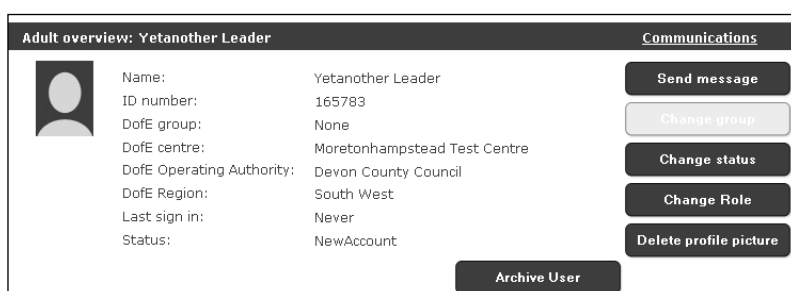 Adult overview: Yetanother Leader Communications
Name: Yetanother Leader
ID number: 165783
DofE group: None
DofE centre: Moretonhampstead Test Centre
DofE Operating Authority: Devon County Council
DofE Region: South West
Last sign in: Never
Status: NewAccount
Send message
Change group
Change status
Change Role
Delete profile picture
Archive User